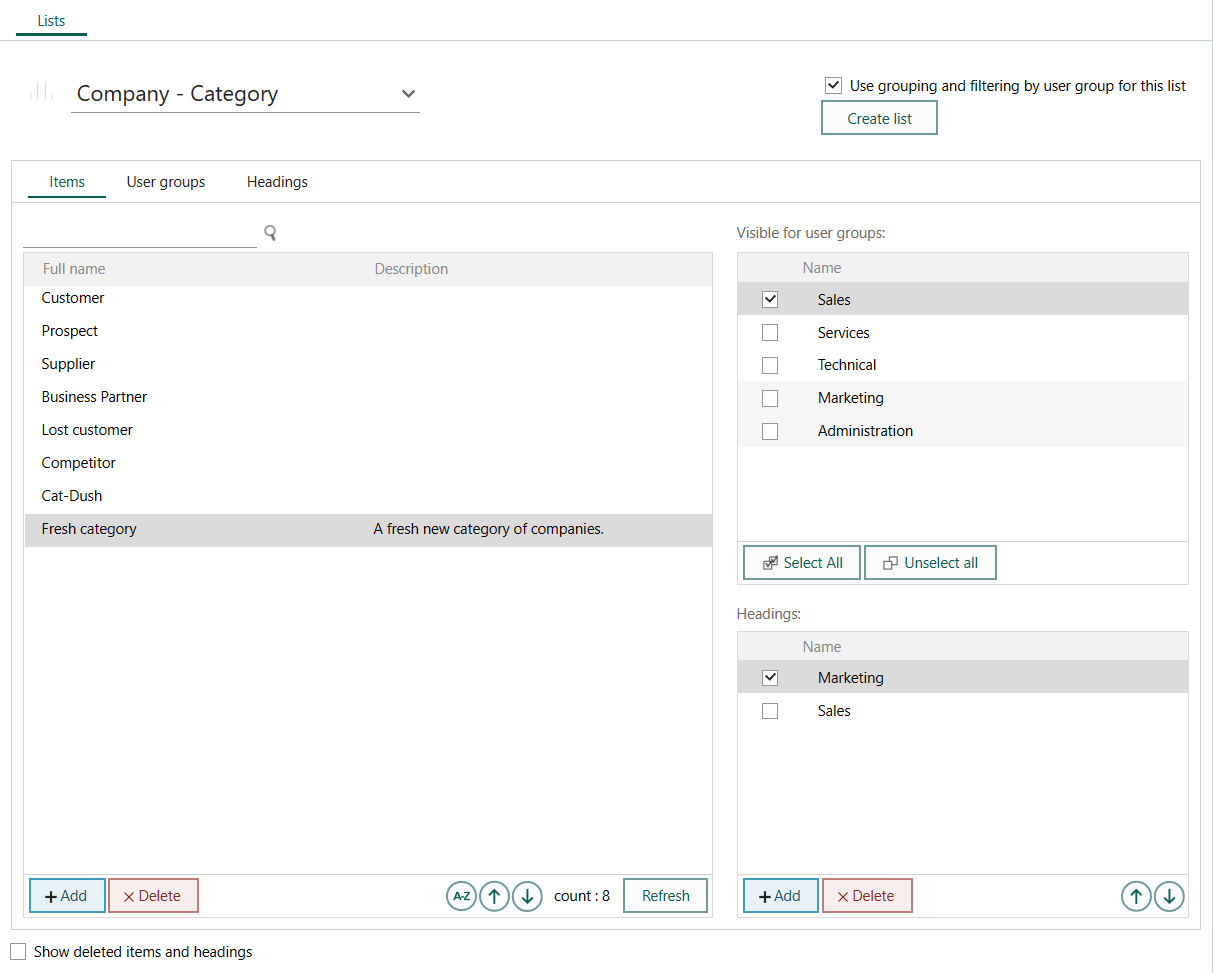 Lists
Company - Category
Use grouping and filtering by user group for this list
Create list
Items
User groups
Headings
Full name
Description
Customer
Prospect
Supplier
Business Partner
Lost customer
Competitor
Cat-Dush
Fresh category
A fresh new category of companies.
Add
Delete
A-Z
count : 8
Refresh
Visible for user groups:
Name
Sales
Services
Technical
Marketing
Administration
Select All
Unselect all
Headings:
Name
Marketing
Sales
Add
Delete
Show deleted items and headings